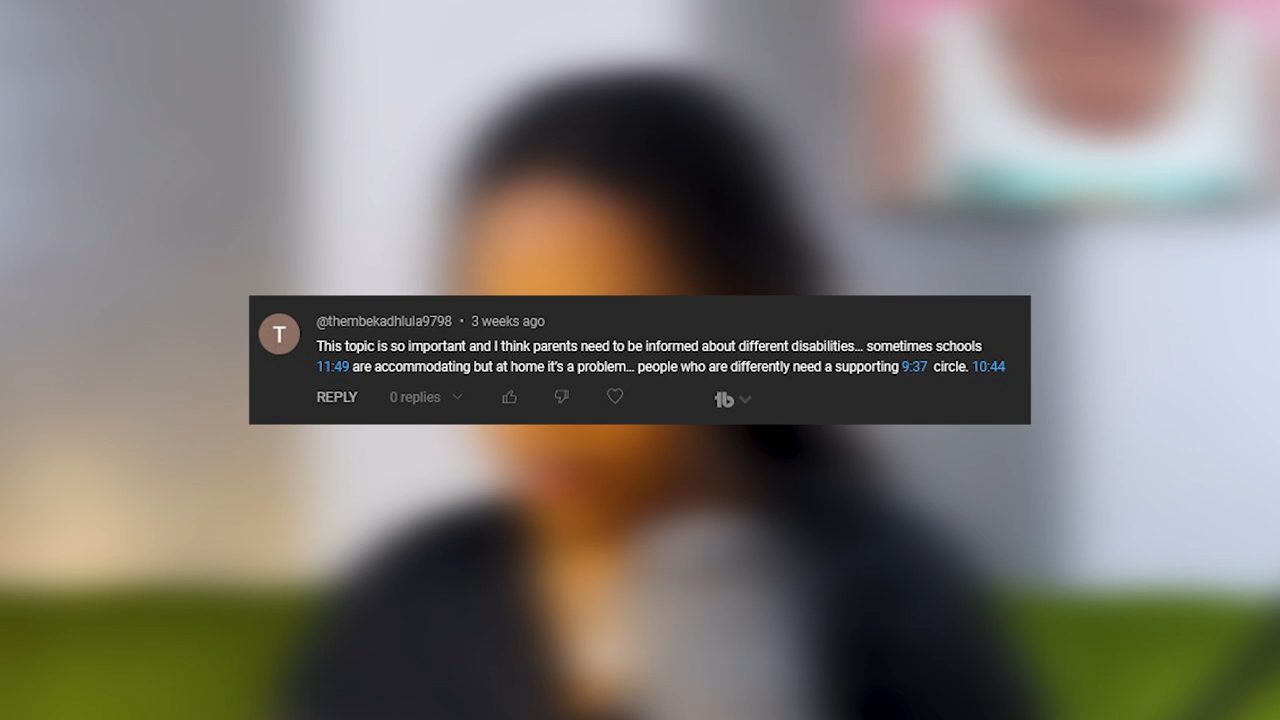 T
@thembekadhlula9798 • 3 weeks ago
This topic is so important and I think parents need to be informed about different disabilities… sometimes schools
11:49 are accommodating but at home it's a problem… people who are differently need a supporting 9:37 circle. 10:44
REPLY 0 replies
tb